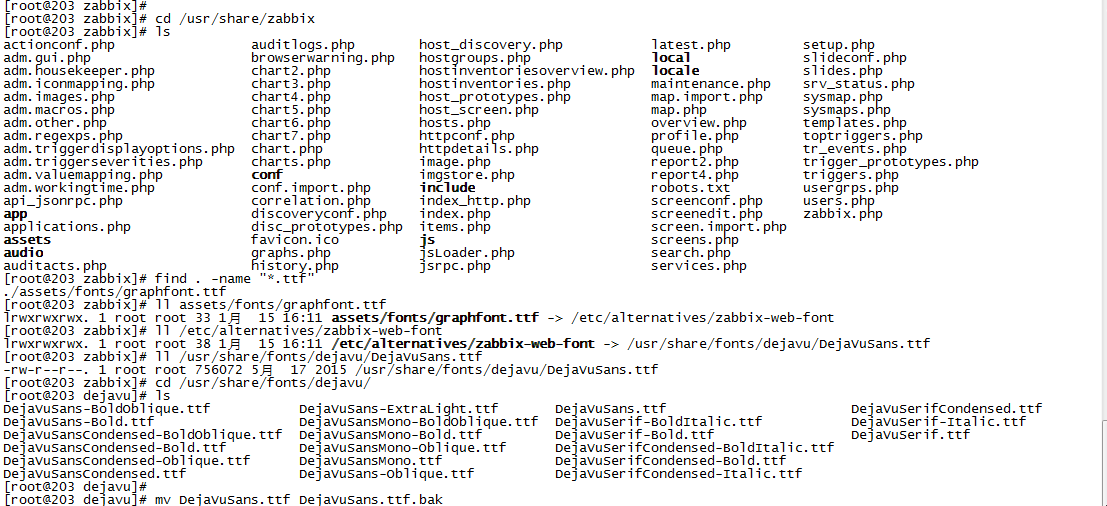 [root@203 zabbix]#
[root@203 zabbix]# cd /usr/share/zabbix
[root@203 zabbix]# ls
actionconf.php auditlogs.php host_discovery.php latest.php setup.php
adm.gui.php browserwarning.php hostgroups.php local slideconf.php
adm.housekeeper.php chart2.php hostinventoriesoverview.php locale slides.php
adm.iconmapping.php chart3.php hostinventories.php maintenance.php srv_status.php
adm.images.php chart4.php host_prototypes.php map.import.php sysmap.php
adm.macros.php chart5.php host_screen.php map.php sysmaps.php
adm.other.php chart6.php hosts.php overview.php templates.php
adm.regexps.php chart7.php httpconf.php profile.php toptriggers.php
adm.triggerdisplayoptions.php chart.php httpdetails.php queue.php tr_events.php
adm.triggerseverities.php charts.php image.php report2.php trigger_prototypes.php
adm.valuemapping.php conf imgstore.php report4.php triggers.php
adm.workingtime.php conf.import.php include robots.txt usergrps.php
api_jsonrpc.php correlation.php index_http.php screenconf.php users.php
app discoveryconf.php index.php screenedit.php zabbix.php
applications.php disc_prototypes.php items.php screen.import.php
assets favicon.ico js screens.php
audio graphs.php jsLoader.php search.php
auditacts.php history.php jsrpc.php services.php
[root@203 zabbix]# find . -name "*.ttf"
./assets/fonts/graphfont.ttf
[root@203 zabbix]# ll assets/fonts/graphfont.ttf
lrwxrwxrwx. 1 root root 33 1月 15 16:11 assets/fonts/graphfont.ttf -> /etc/alternatives/zabbix-web-font
[root@203 zabbix]# ll /etc/alternatives/zabbix-web-font
lrwxrwxrwx. 1 root root 38 1月 15 16:11 /etc/alternatives/zabbix-web-font -> /usr/share/fonts/dejavu/DejaVuSans.ttf
[root@203 zabbix]# ll /usr/share/fonts/dejavu/DejaVuSans.ttf
-rw-r--r--. 1 root root 756072 5月 17 2015 /usr/share/fonts/dejavu/DejaVuSans.ttf
[root@203 zabbix]# cd /usr/share/fonts/dejavu/
[root@203 dejavu]# ls
DejaVuSans-BoldOblique.ttf DejaVuSans-ExtraLight.ttf DejaVuSans.ttf DejaVuSerifCondensed.ttf
DejaVuSans-Bold.ttf DejaVuSansMono-BoldOblique.ttf DejaVuSerif-BoldItalic.ttf DejaVuSerif-Italic.ttf
DejaVuSansCondensed-BoldOblique.ttf DejaVuSansMono-Bold.ttf DejaVuSerif-Bold.ttf DejaVuSerif.ttf
DejaVuSansCondensed-Bold.ttf DejaVuSansMono-Oblique.ttf DejaVuSerifCondensed-BoldItalic.ttf
DejaVuSansCondensed-Oblique.ttf DejaVuSansMono.ttf DejaVuSerifCondensed-Bold.ttf
DejaVuSansCondensed.ttf DejaVuSans-Oblique.ttf DejaVuSerifCondensed-Italic.ttf
[root@203 dejavu]#
[root@203 dejavu]# mv DejaVuSans.ttf DejaVuSans.ttf.bak